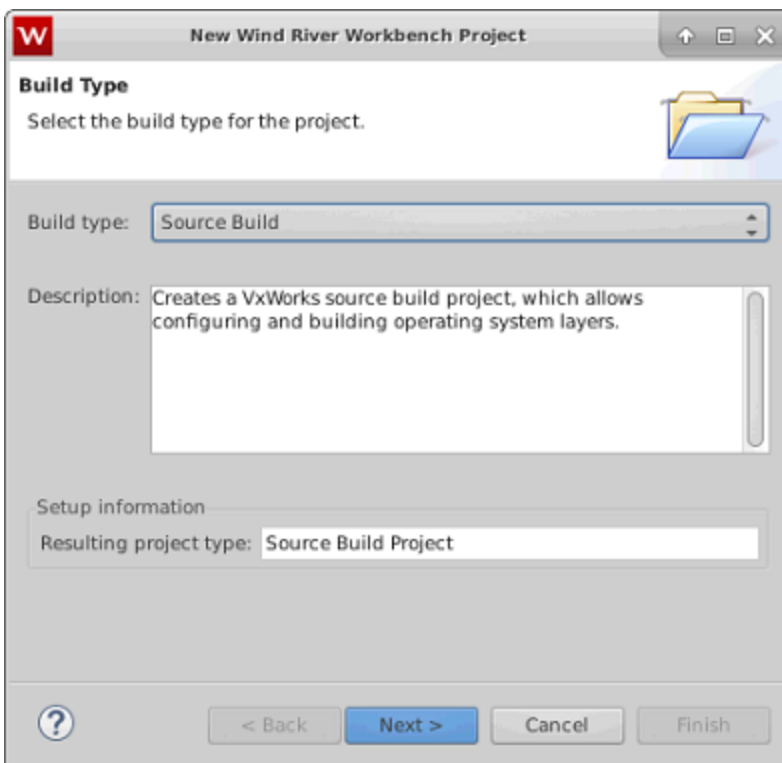 W
New Wind River Workbench Project
Build Type
Select the build type for the project.
Build type: Source Build
Description: Creates a VxWorks source build project, which allows
configuring and building operating system layers.
Setup information
Resulting project type: Source Build Project
? < Back Next > Cancel Finish